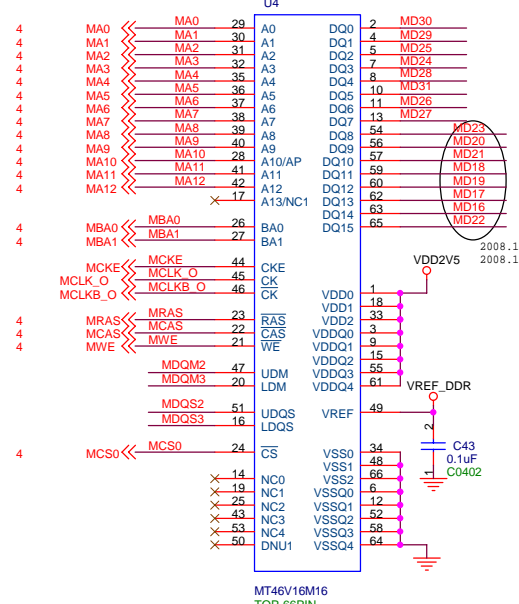 U4
4 MA0 MA0 29 A0 DQ0 2 MD30
4 MA1 MA1 30 A1 DQ1 4 MD29
4 MA2 MA2 31 A2 DQ2 5 MD25
4 MA3 MA3 32 A3 DQ3 7 MD24
4 MA4 MA4 35 A4 DQ4 8 MD28
4 MA5 MA5 36 A5 DQ5 10 MD31
4 MA6 MA6 37 A6 DQ6 11 MD26
4 MA7 MA7 38 A7 DQ7 13 MD27
4 MA8 MA8 39 A8 DQ8 54 MD23
4 MA9 MA9 40 A9 DQ9 56 MD20
4 MA10 MA10 28 A10/AP DQ10 57 MD21
4 MA11 MA11 41 A11 DQ11 59 MD18
4 MA12 MA12 42 A12 DQ12 60 MD19
17 A13/NC1 DQ13 62 MD17
DQ14 63 MD16
4 MBA0 MBA0 26 BA0 DQ15 65 MD22
4 MBA1 MBA1 27 BA1
2008.1
2008.1
VDD2V5
MCKE MCKE 44 CKE
MCLK_O MCLK_O 45 CK
MCLKB_O MCLKB_O 46 CK
VDD0 1
VDD1 18
4 MRAS MRAS 23 RAS VDD2 33
4 MCAS MCAS 22 CAS VDDQ0 3
4 MWE MWE 21 WE VDDQ1 9
VDDQ2 15
MDQM2 47 UDM VDDQ3 55
MDQM3 20 LDM VDDQ4 61
VREF_DDR
MDQS2 51 UDQS VREF 49
MDQS3 16 LDQS
2
C43
0.1uF
C0402
1
4 MCS0 MCS0 24 CS VSS0 34
VSS1 48
14 NC0 VSS2 66
19 NC1 VSSQ0 6
25 NC2 VSSQ1 12
43 NC3 VSSQ2 52
53 NC4 VSSQ3 58
50 DNU1 VSSQ4 64
MT46V16M16